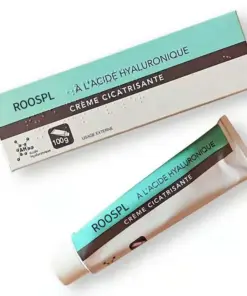 ROOSPL
À L'ACIDE HYALURONIQUE
CRÈME CICATRISANTE
100g
USAGE EXTERNE
ROOSPL
À L'ACIDE HYALURONIQUE
CRÈME CICATRISANTE